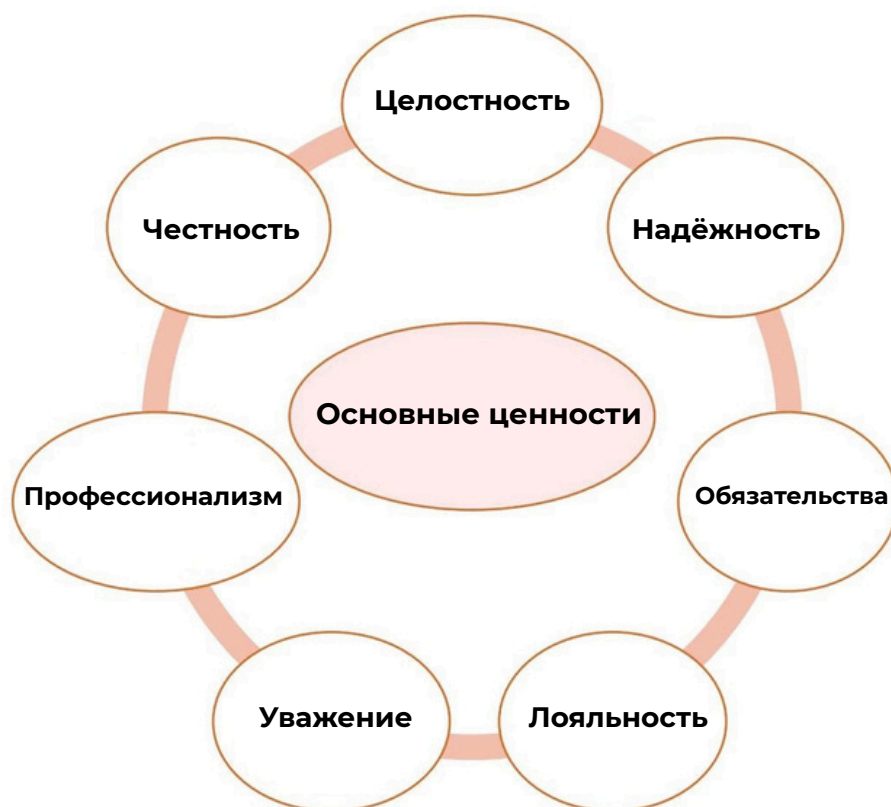 Целостность
Честность
Надёжность
Основные ценности
Профессионализм
Обязательства
Уважение
Лояльность